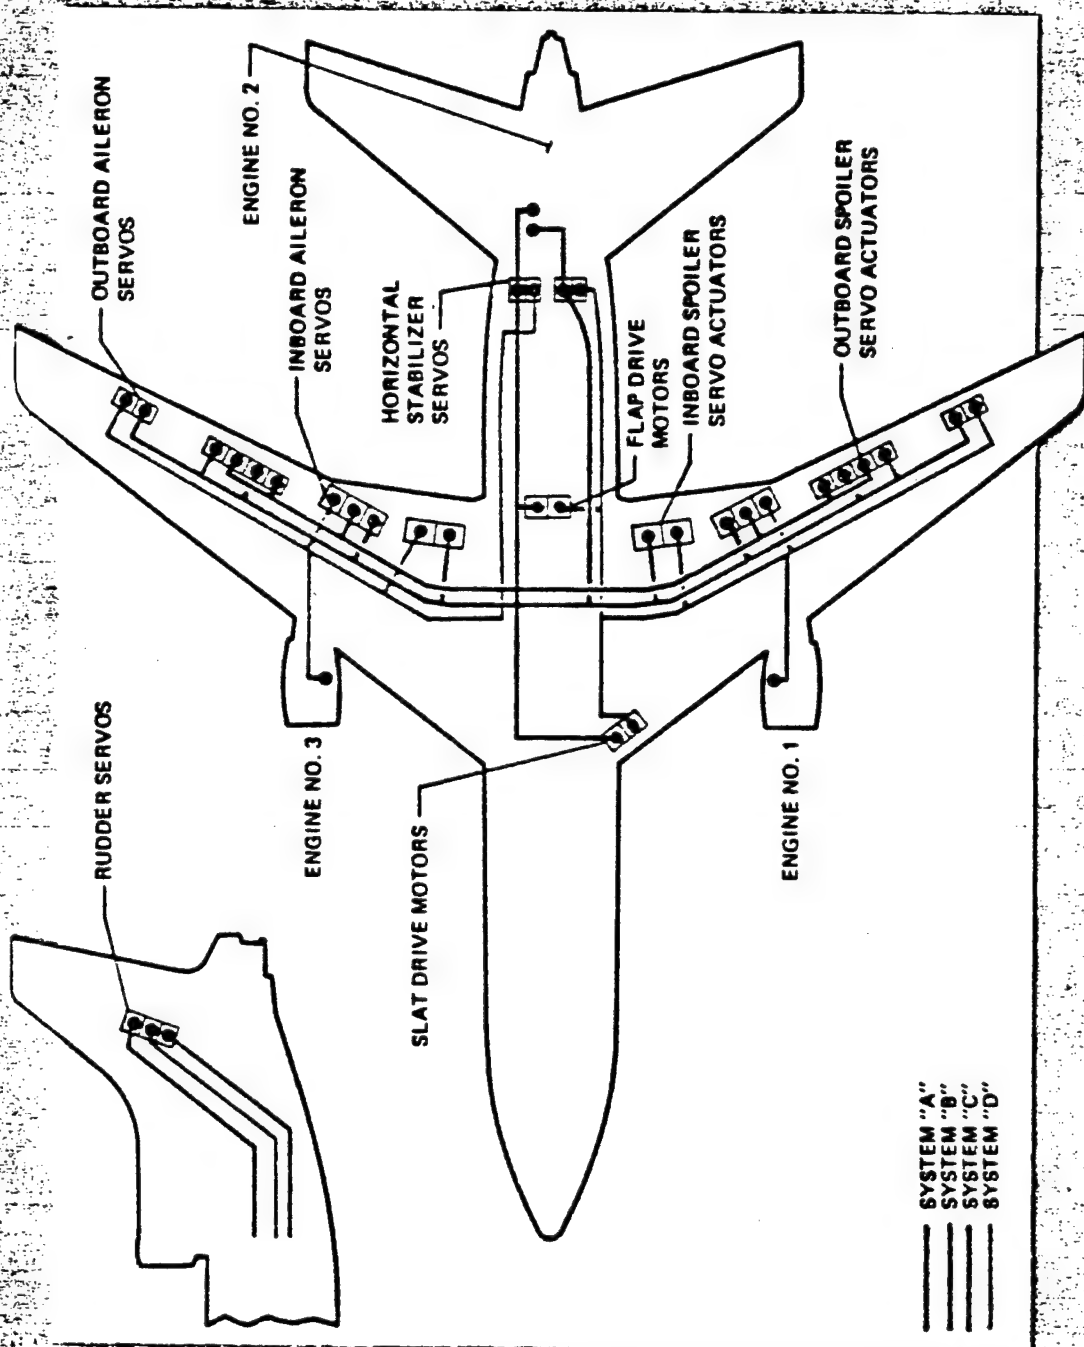 RUDDER SERVOS
OUTBOARD AILERON
SERVOS
ENGINE NO. 2
INBOARD AILERON
SERVOS
HORIZONTAL
STABILIZER
SERVOS
FLAP DRIVE
MOTORS
INBOARD SPOILER
SERVO ACTUATORS
OUTBOARD SPOILER
SERVO ACTUATORS
ENGINE NO. 3
SLAT DRIVE MOTORS
ENGINE NO. 1
SYSTEM "A"
SYSTEM "B"
SYSTEM "C"
SYSTEM "D"